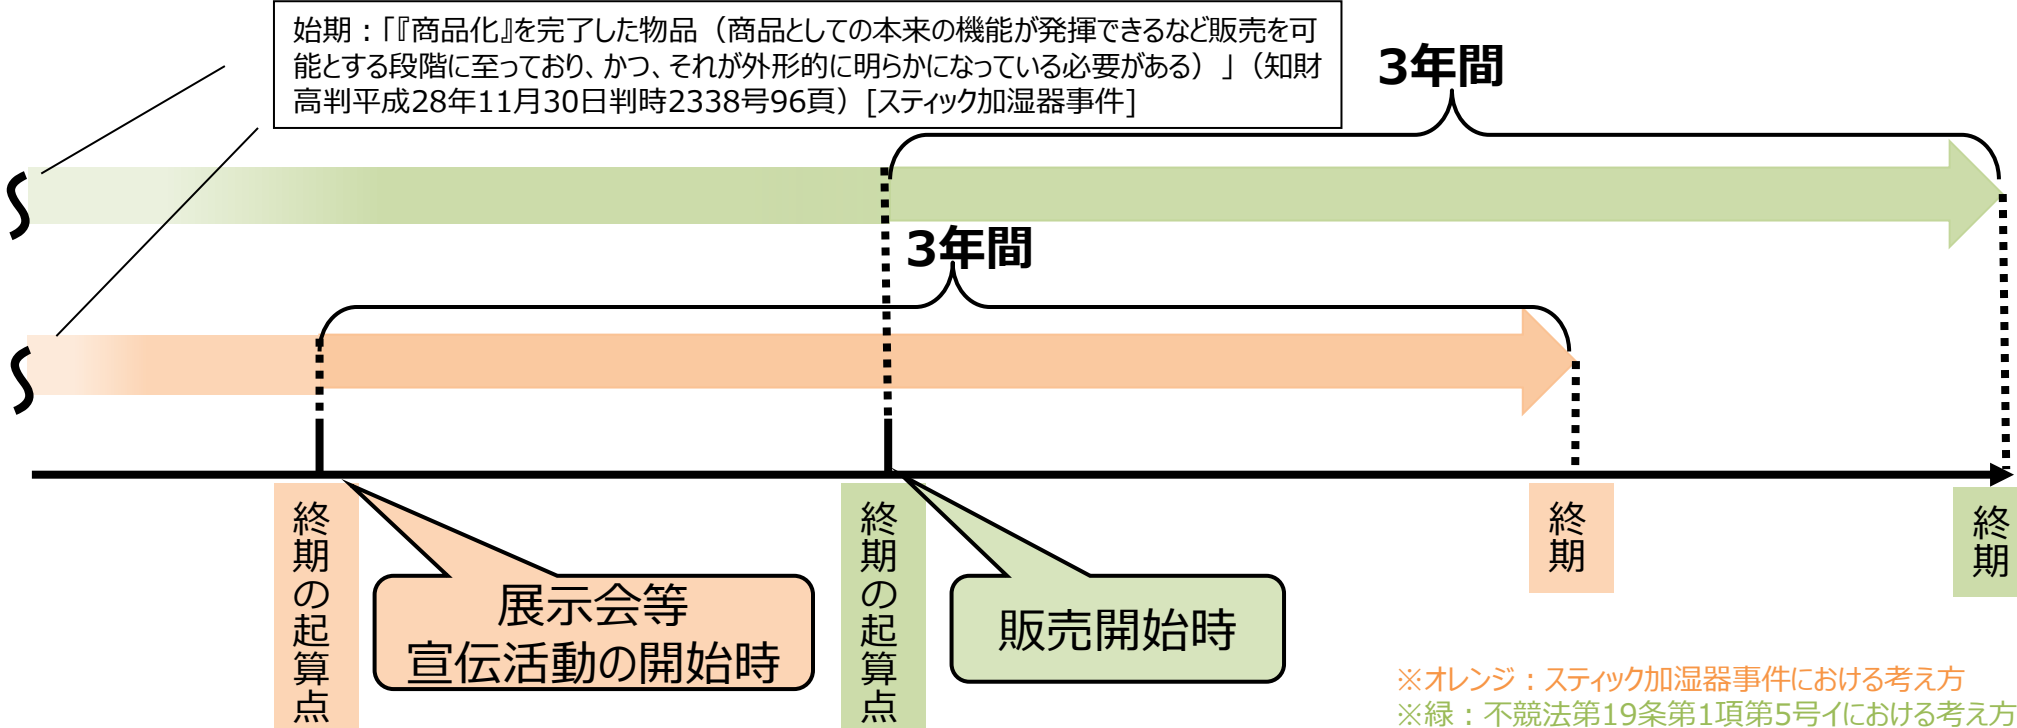 始期：「『商品化』を完了した物品（商品としての本来の機能が発揮できるなど販売を可
能とする段階に至っており、かつ、それが外形的に明らかになっている必要がある）」（知財
高判平成28年11月30日判時2338号96頁）[スティック加湿器事件]
3年間
3年間
終期の起算点
展示会等
宣伝活動の開始時
終期の起算点
販売開始時
終期
終期
※オレンジ：スティック加湿器事件における考え方
※緑：不競法第19条第1項第5号イにおける考え方